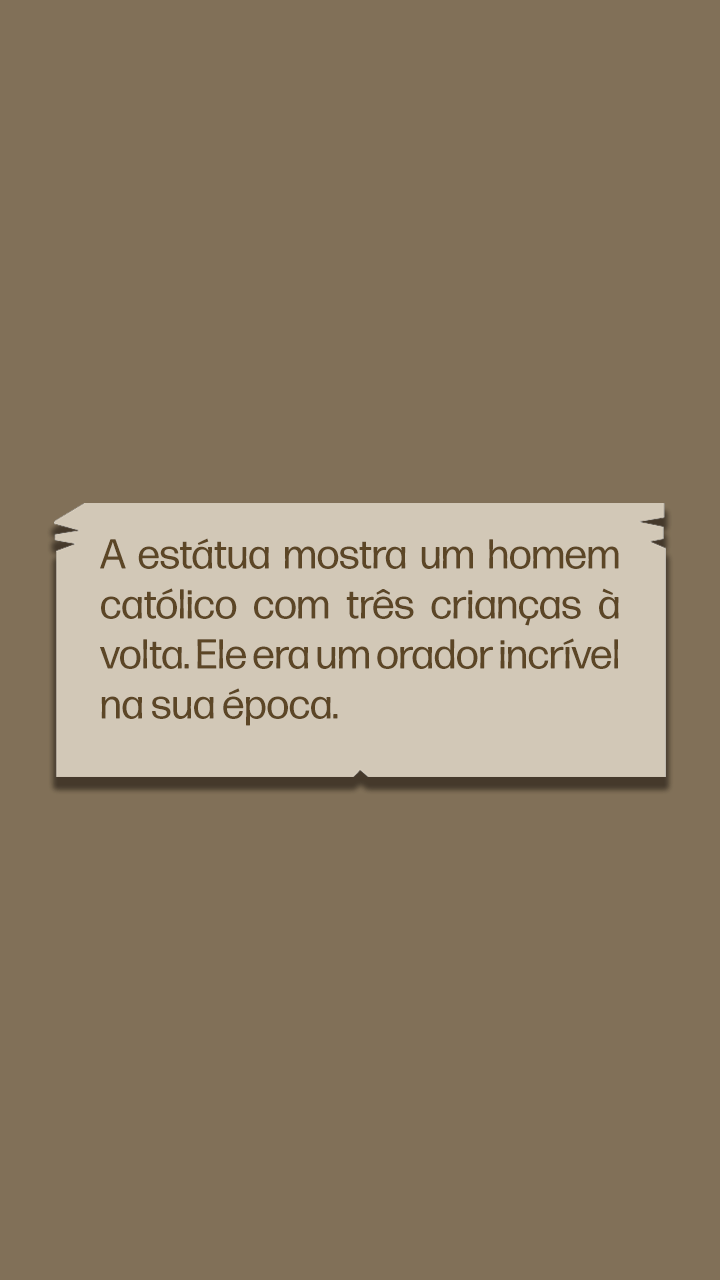 A estátua mostra um homem
católico com três crianças à
volta. Ele era um orador incrível
na sua época.